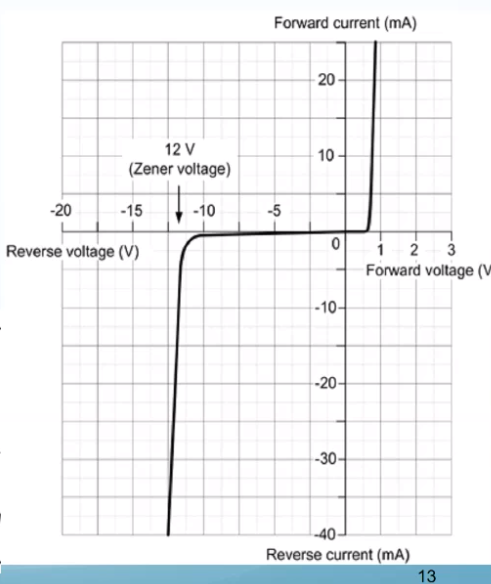 Forward current (mA)
20
12 V
10
(Zener voltage)
-20 -15 -10 -5
0 1 2 3
Reverse voltage (V)
Forward voltage (V
-10
-20
-30
-40
Reverse current (mA)
13